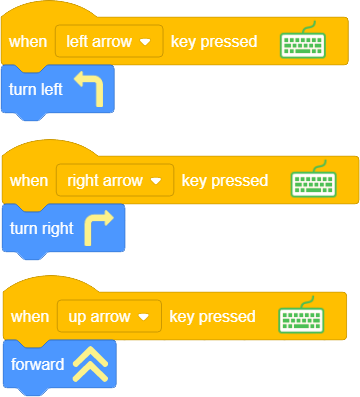 when left arrow key pressed
turn left
when right arrow key pressed
turn right
when up arrow key pressed
forward